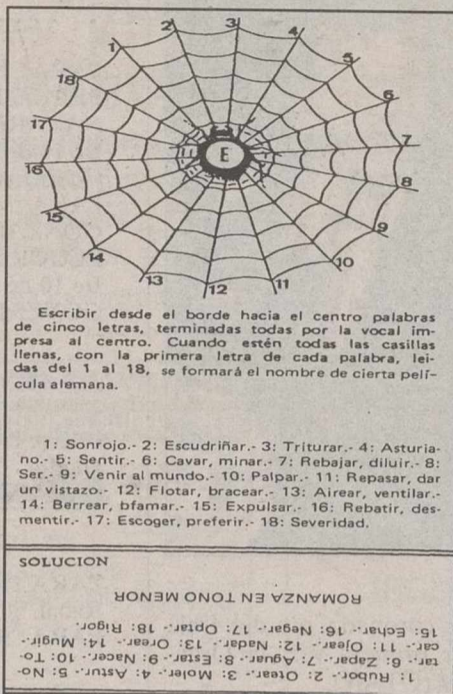 1
2
3
4
5
6
7
8
9
10
11
12
13
14
15
16
17
18
E
Escribir desde el borde hacia el centro palabras
de cinco letras, terminadas todas por la vocal im-
presa al centro. Cuando estén todas las casillas
llenas, con la primera letra de cada palabra, leí-
das del 1 al 18, se formará el nombre de cierta pelí-
cula alemana.
1: Sonrojo.- 2: Escudriñar.- 3: Triturar.- 4: Asturia-
no.- 5: Sentir.- 6: Cavar, minar.- 7: Rebajar, diluir.- 8:
Ser.- 9: Venir al mundo.- 10: Palpar.- 11: Repasar, dar
un vistazo.- 12: Flotar, bracear.- 13: Airear, ventilar.-
14: Berrear, bfamar.- 15: Expulsar.- 16: Rebatir, des-
mentir.- 17: Escoger, preferir.- 18: Severidad.
SOLUCION
ROMANZA EN TONO MENOR
1: Rubor.- 2: Otear.- 3: Moler.- 4: Astur.- 5: No-
tar.- 6: Zapar.- 7: Aguar.- 8: Estar.- 9: Nacer.- 10: To-
car.- 11: Ojear.- 12: Nadar.- 13: Orear.- 14: Mugir.-
15: Echar.- 16: Negar.- 17: Optar.- 18: Rigor.